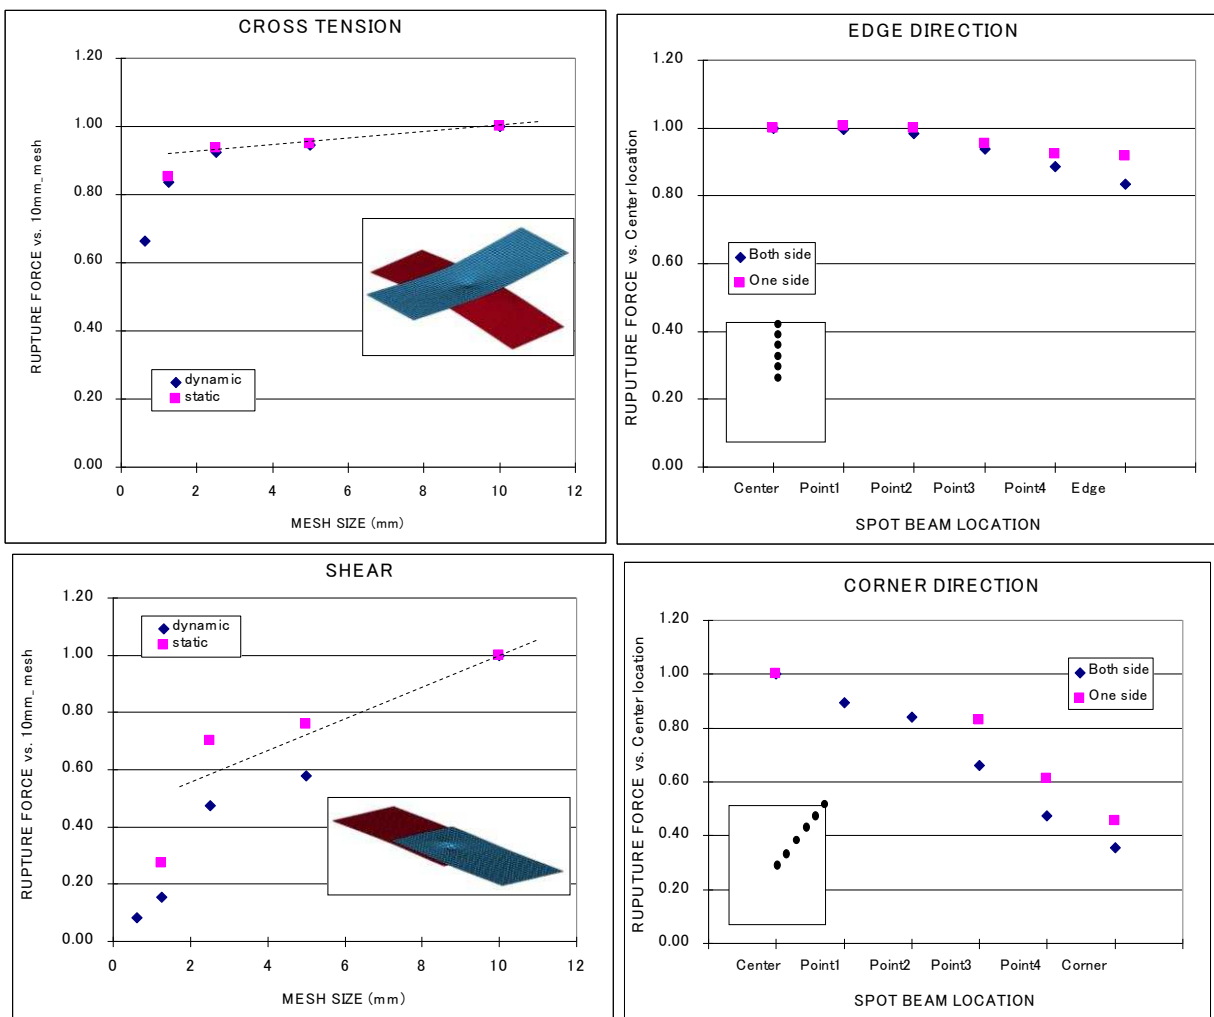 CROSS TENSION
1.20
1.00
0.80
0.60
0.40
0.20
0.00
0 2 4 6 8 10 12
MESH SIZE (mm)
RUPTURE FORCE vs. 10mm_mesh
dynamic
static
EDGE DIRECTION
1.20
1.00
0.80
0.60
0.40
0.20
0.00
Center Point1 Point2 Point3 Point4 Edge
SPOT BEAM LOCATION
RUPUTURE FORCE vs. Center location
Both side
One side
SHEAR
1.20
1.00
0.80
0.60
0.40
0.20
0.00
0 2 4 6 8 10 12
MESH SIZE (mm)
RUPTURE FORCE vs. 10mm_ mesh
dynamic
static
CORNER DIRECTION
1.20
1.00
0.80
0.60
0.40
0.20
0.00
Center Point1 Point2 Point3 Point4 Corner
SPOT BEAM LOCATION
RUPUTURE FORCE vs. Center location
Both side
One side